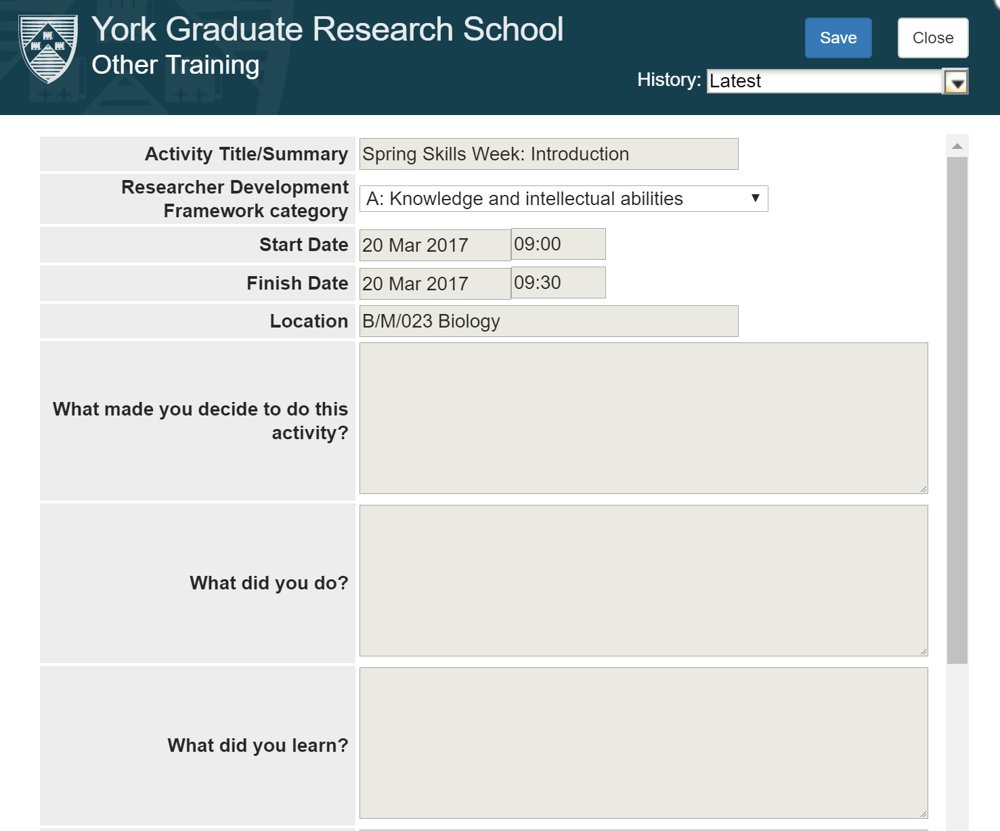 York Graduate Research School
Other Training
Save
Close
History: Latest
Activity Title/Summary
Spring Skills Week: Introduction
Researcher Development
Framework category
A: Knowledge and intellectual abilities
Start Date
20 Mar 2017
09:00
Finish Date
20 Mar 2017
09:30
Location
B/M/023 Biology
What made you decide to do this
activity?
What did you do?
What did you learn?